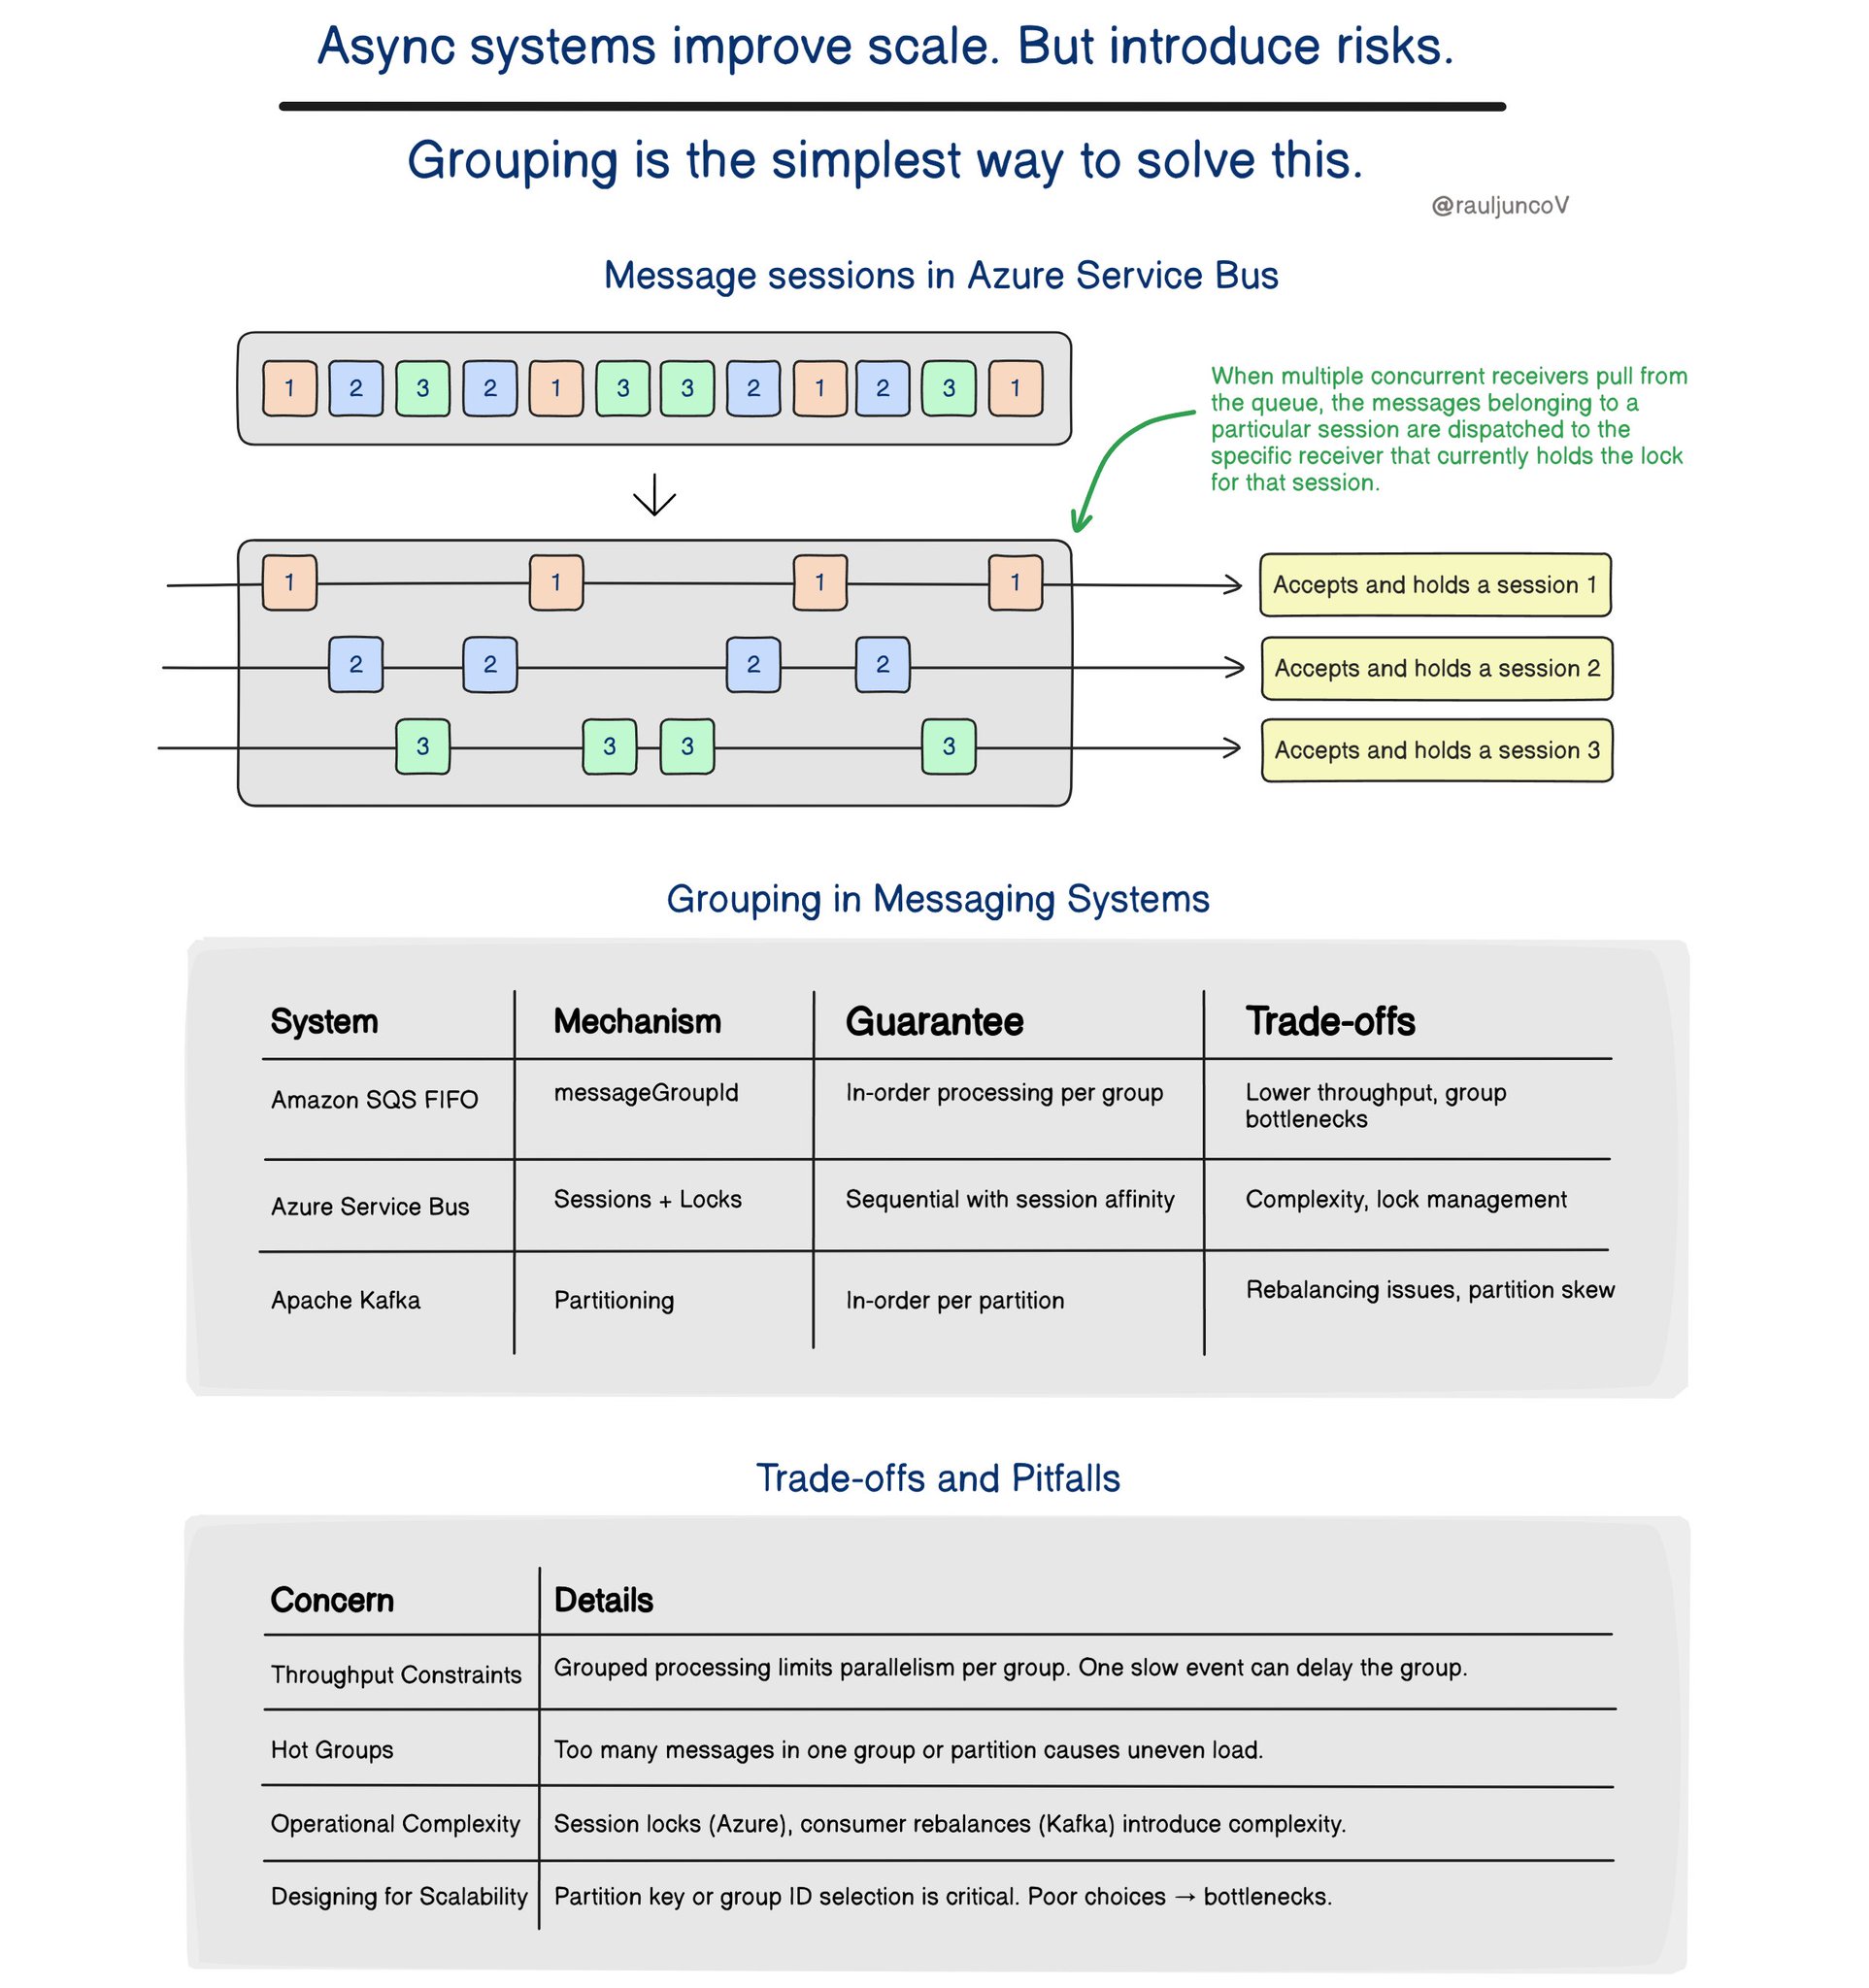 Async systems improve scale. But introduce risks.
Grouping is the simplest way to solve this.
@rauljuncoV
Message sessions in Azure Service Bus
1 2 3 2 1 3 3 2 1 2 3 1
When multiple concurrent receivers pull from
the queue, the messages belonging to a
particular session are dispatched to the
specific receiver that currently holds the lock
for that session.
1 1 1 1 Accepts and holds a session 1
2 2 2 2 Accepts and holds a session 2
3 3 3 3 Accepts and holds a session 3
Grouping in Messaging Systems
System Mechanism Guarantee Trade-offs
Amazon SQS FIFO messageGroupId In-order processing per group Lower throughput, group
bottlenecks
Azure Service Bus Sessions + Locks Sequential with session affinity Complexity, lock management
Apache Kafka Partitioning In-order per partition Rebalancing issues, partition skew
Trade-offs and Pitfalls
Concern Details
Throughput Constraints Grouped processing limits parallelism per group. One slow event can delay the group.
Hot Groups Too many messages in one group or partition causes uneven load.
Operational Complexity Session locks (Azure), consumer rebalances (Kafka) introduce complexity.
Designing for Scalability Partition key or group ID selection is critical. Poor choices → bottlenecks.